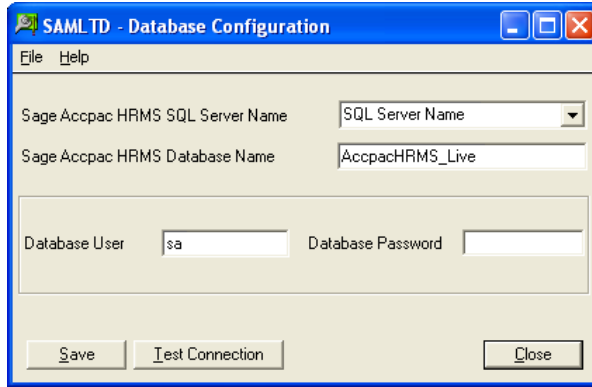 SAMLTD - Database Configuration
File Help
Sage Accpac HRMS SQL Server Name SQL Server Name
Sage Accpac HRMS Database Name AccpacHRMS_Live
Database User sa Database Password
Save Test Connection Close